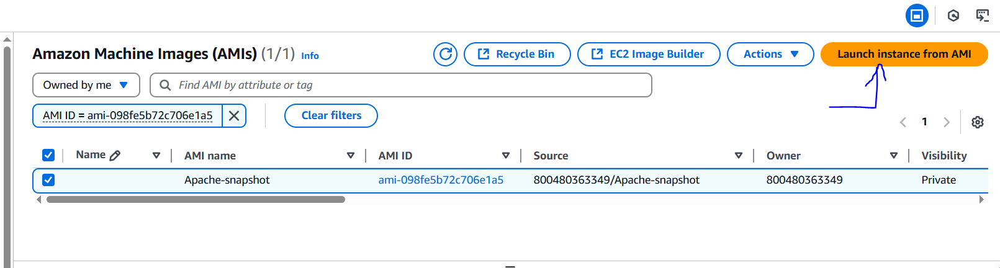 Amazon Machine Images (AMIs) (1/1) Info Recycle Bin EC2 Image Builder Actions Launch instance from AMI
Owned by me Find AMI by attribute or tag
AMI ID = ami-098fe5b72c706e1a5 Clear filters
1
Name AMI name AMI ID Source Owner Visibility
Apache-snapshot ami-098fe5b72c706e1a5 800480363349/Apache-snapshot 800480363349 Private